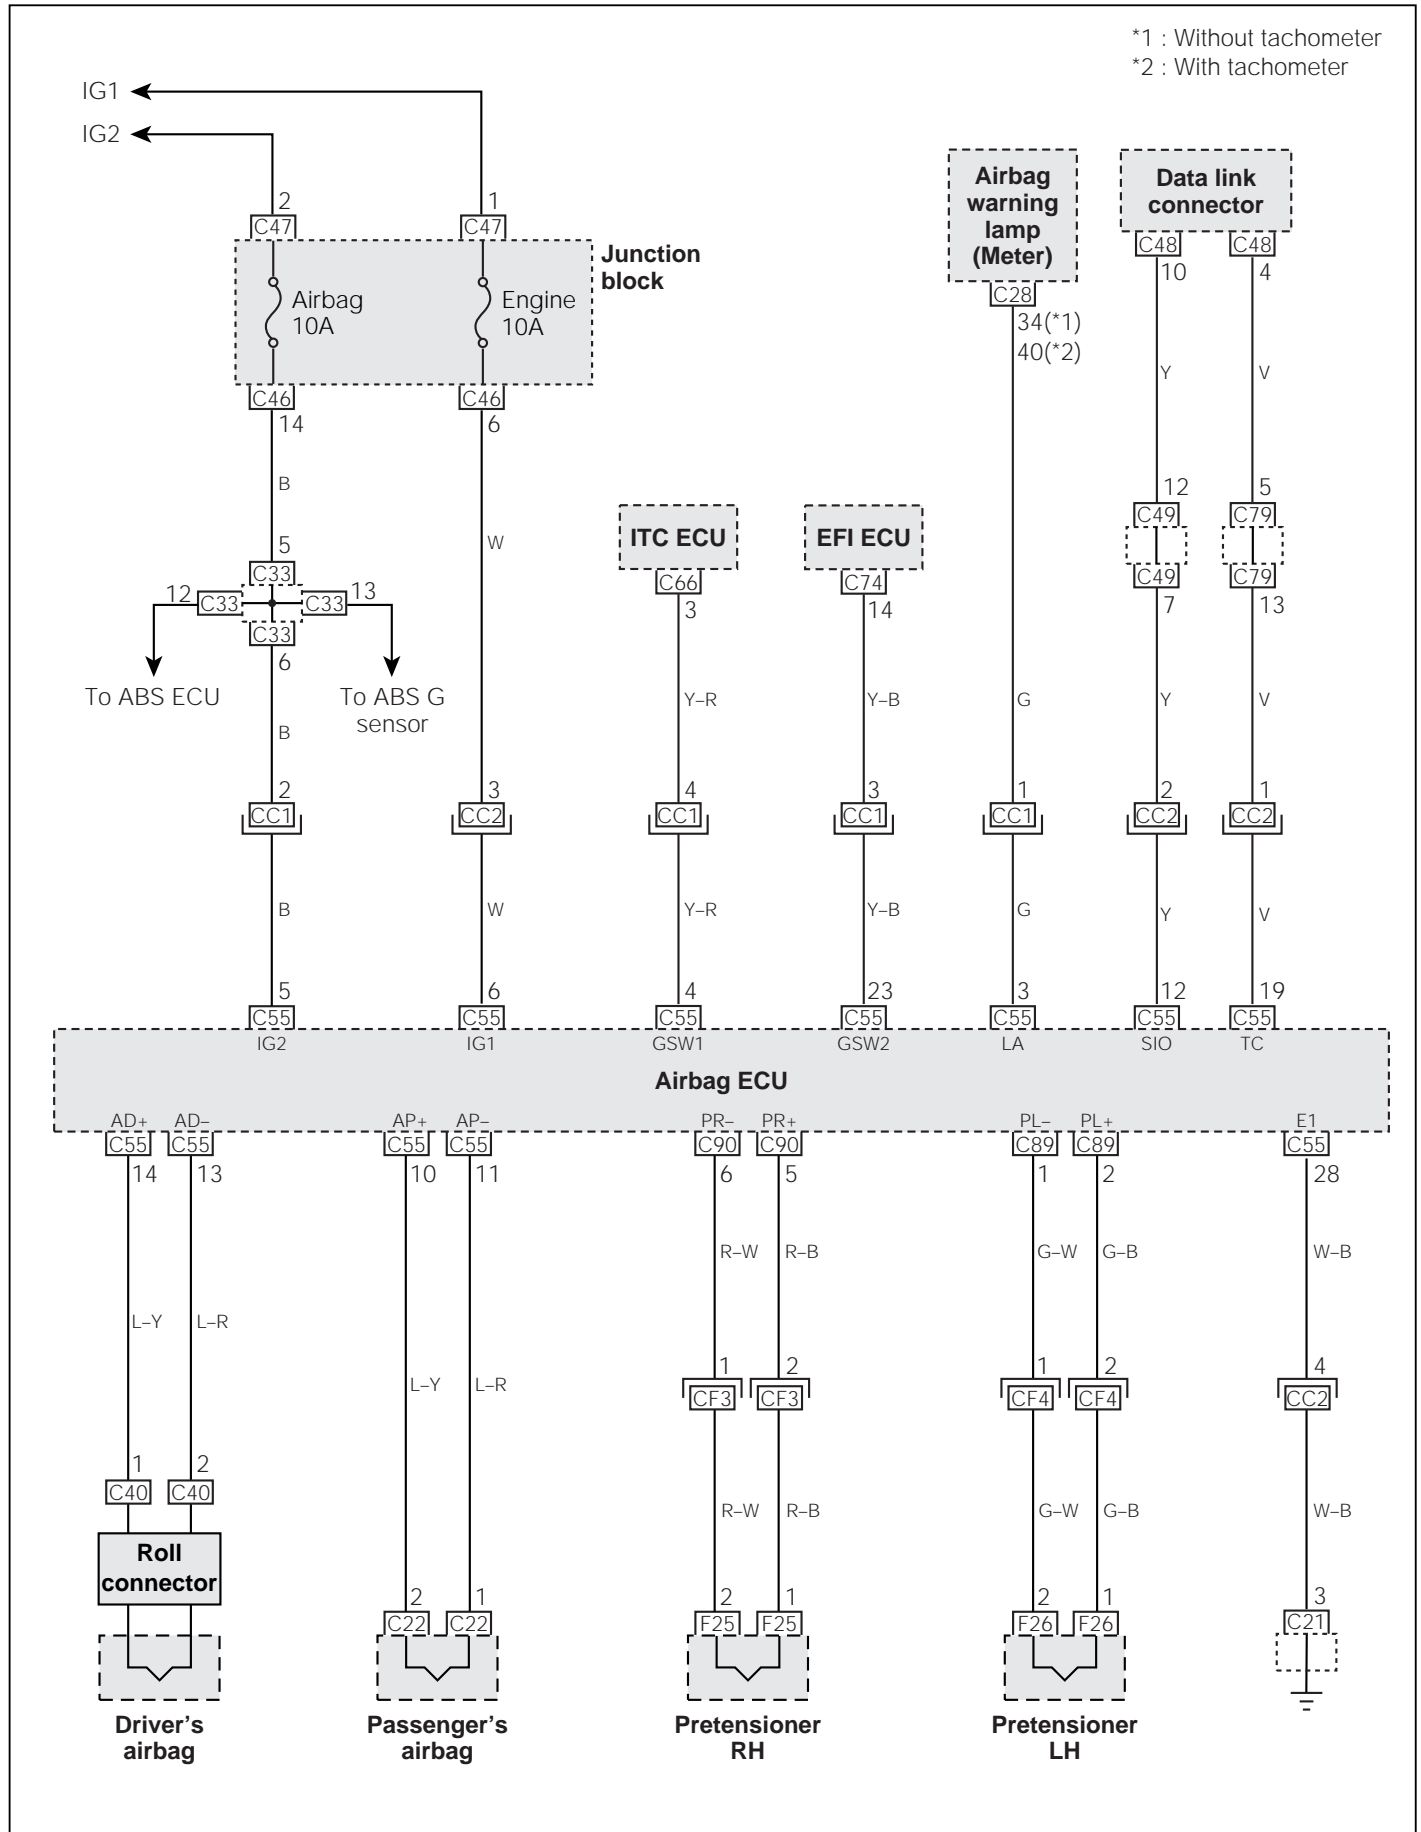 *1 : Without tachometer
*2 : With tachometer
IG1
IG2
2
1
C47
C47
Junction
block
Airbag
10A
Engine
10A
C46
C46
14
6
Airbag
warning
lamp
(Meter)
C28
34(*1)
40(*2)
Data link
connector
C48
C48
10
4
Y
V
12
5
C49
C79
C49
C79
7
13
B
W
5
C33
12
C33
C33
13
C33
6
To ABS ECU
To ABS G
sensor
ITC ECU
C66
3
EFI ECU
C74
14
B
Y–R
Y–B
G
Y
V
2
3
4
3
1
2
1
CC1
CC2
CC1
CC1
CC1
CC2
CC2
B
W
Y–R
Y–B
G
Y
V
5
6
4
23
3
12
19
C55
C55
C55
C55
C55
C55
C55
IG2
IG1
GSW1
GSW2
LA
SIO
TC
Airbag ECU
AD+
AD–
AP+
AP–
PR–
PR+
PL–
PL+
E1
C55
C55
C55
C55
C90
C90
C89
C89
C55
14
13
10
11
6
5
1
2
28
R–W
R–B
G–W
G–B
W–B
L–Y
L–R
L–Y
L–R
1
2
1
2
4
CF3
CF3
CF4
CF4
CC2
1
2
C40
C40
R–W
R–B
G–W
G–B
W–B
Roll
connector
2
1
2
1
2
1
3
C22
C22
F25
F25
F26
F26
C21
Driver’s
airbag
Passenger’s
airbag
Pretensioner
RH
Pretensioner
LH